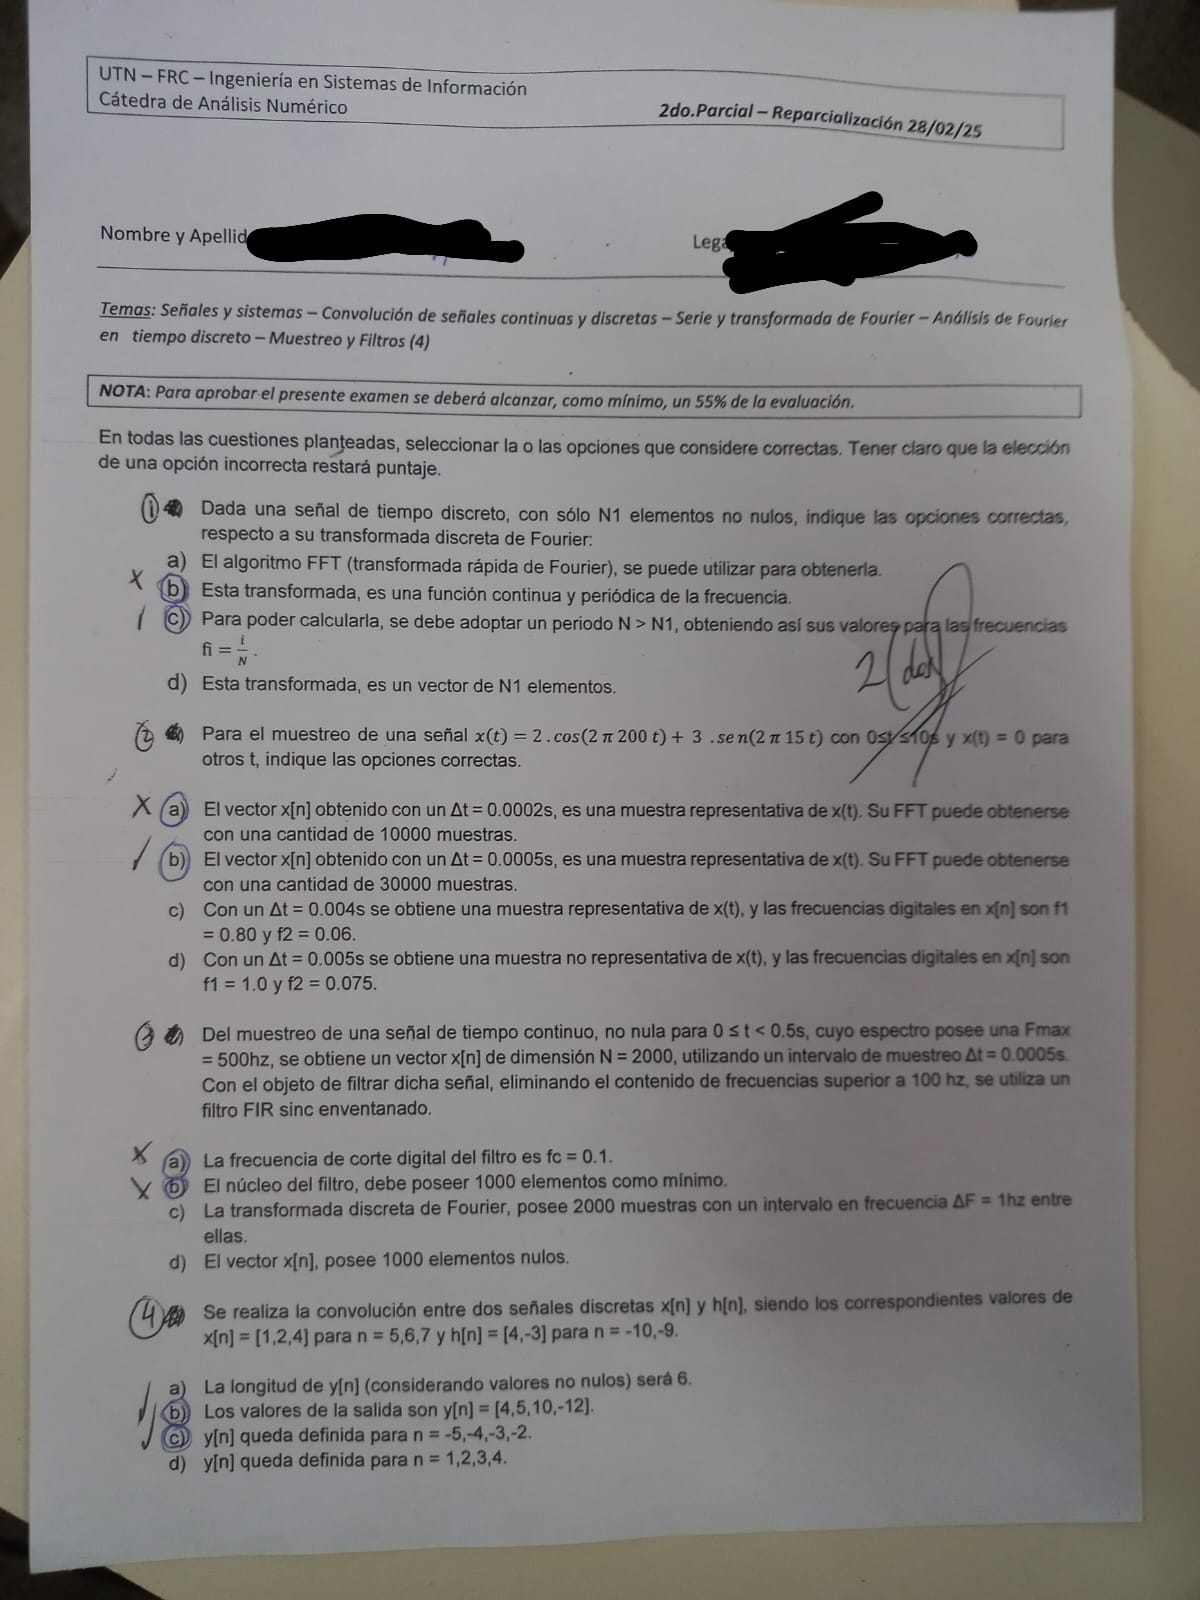 UTN – FRC – Ingeniería en Sistemas de Información
Cátedra de Análisis Numérico
2do.Parcial – Reparcialización 28/02/25
Nombre y Apellid
Lega
Temas: Señales y sistemas – Convolución de señales continuas y discretas – Serie y transformada de Fourier – Análisis de Fourier
en tiempo discreto – Muestreo y Filtros (4)
NOTA: Para aprobar el presente examen se deberá alcanzar, como mínimo, un 55% de la evaluación.
En todas las cuestiones planteadas, seleccionar la o las opciones que considere correctas. Tener claro que la elección
de una opción incorrecta restará puntaje.
1 Dada una señal de tiempo discreto, con sólo N1 elementos no nulos, indique las opciones correctas,
respecto a su transformada discreta de Fourier:
a) El algoritmo FFT (transformada rápida de Fourier), se puede utilizar para obtenerla.
X b) Esta transformada, es una función continua y periódica de la frecuencia.
c) Para poder calcularla, se debe adoptar un periodo N > N1, obteniendo así sus valores para las frecuencias
fi = i/N .
d) Esta transformada, es un vector de N1 elementos.
2 (dos)
2 Para el muestreo de una señal x(t) = 2 . cos(2 π 200 t) + 3 . sen(2 π 15 t) con 0≤t ≤10s y x(t) = 0 para
otros t, indique las opciones correctas.
X a) El vector x[n] obtenido con un Δt = 0.0002s, es una muestra representativa de x(t). Su FFT puede obtenerse
con una cantidad de 10000 muestras.
b) El vector x[n] obtenido con un Δt = 0.0005s, es una muestra representativa de x(t). Su FFT puede obtenerse
con una cantidad de 30000 muestras.
c) Con un Δt = 0.004s se obtiene una muestra representativa de x(t), y las frecuencias digitales en x[n] son f1
= 0.80 y f2 = 0.06.
d) Con un Δt = 0.005s se obtiene una muestra no representativa de x(t), y las frecuencias digitales en x[n] son
f1 = 1.0 y f2 = 0.075.
3 Del muestreo de una señal de tiempo continuo, no nula para 0 ≤ t < 0.5s, cuyo espectro posee una Fmax
= 500hz, se obtiene un vector x[n] de dimensión N = 2000, utilizando un intervalo de muestreo Δt = 0.0005s.
Con el objeto de filtrar dicha señal, eliminando el contenido de frecuencias superior a 100 hz, se utiliza un
filtro FIR sinc enventanado.
X a) La frecuencia de corte digital del filtro es fc = 0.1.
X b) El núcleo del filtro, debe poseer 1000 elementos como mínimo.
c) La transformada discreta de Fourier, posee 2000 muestras con un intervalo en frecuencia ΔF = 1hz entre
ellas.
d) El vector x[n], posee 1000 elementos nulos.
4 Se realiza la convolución entre dos señales discretas x[n] y h[n], siendo los correspondientes valores de
x[n] = [1,2,4] para n = 5,6,7 y h[n] = [4,-3] para n = -10,-9.
a) La longitud de y[n] (considerando valores no nulos) será 6.
b) Los valores de la salida son y[n] = [4,5,10,-12].
c) y[n] queda definida para n = -5,-4,-3,-2.
d) y[n] queda definida para n = 1,2,3,4.